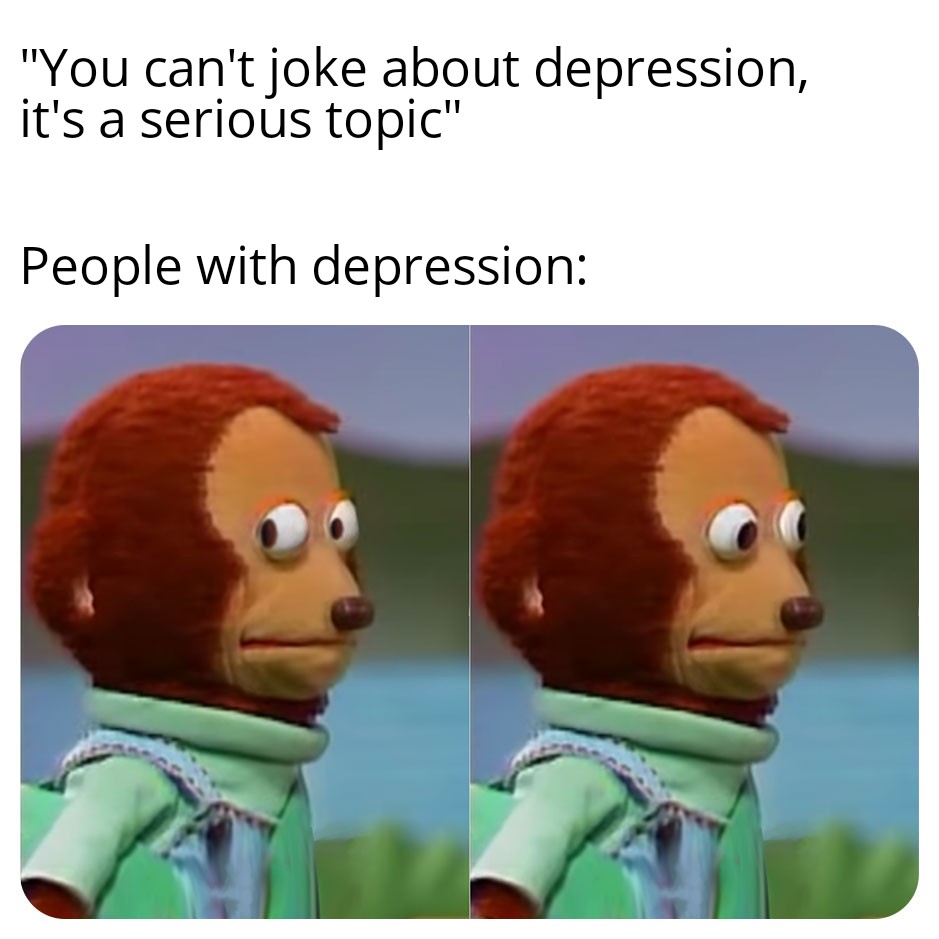 "You can't joke about depression,
it's a serious topic"
People with depression: